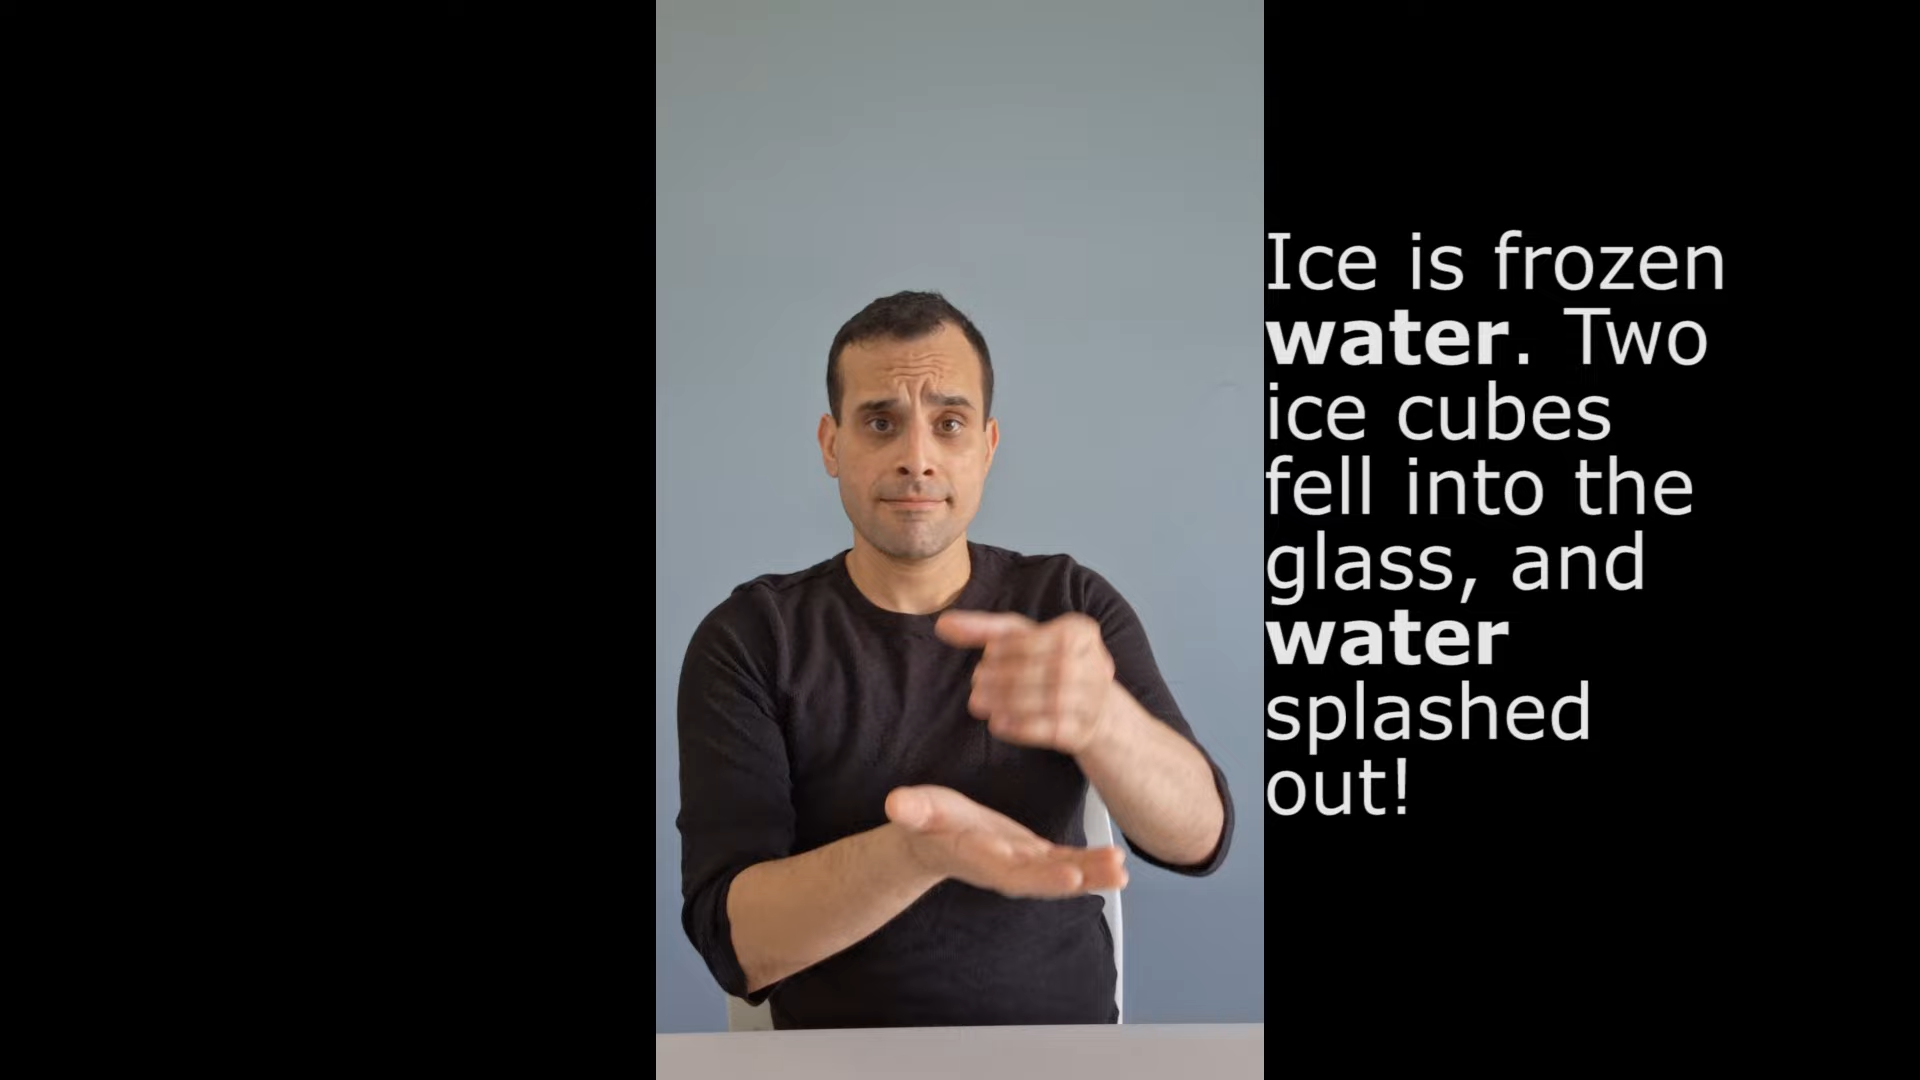 Ice is frozen
water. Two
ice cubes
fell into the
glass, and
water
splashed
out!